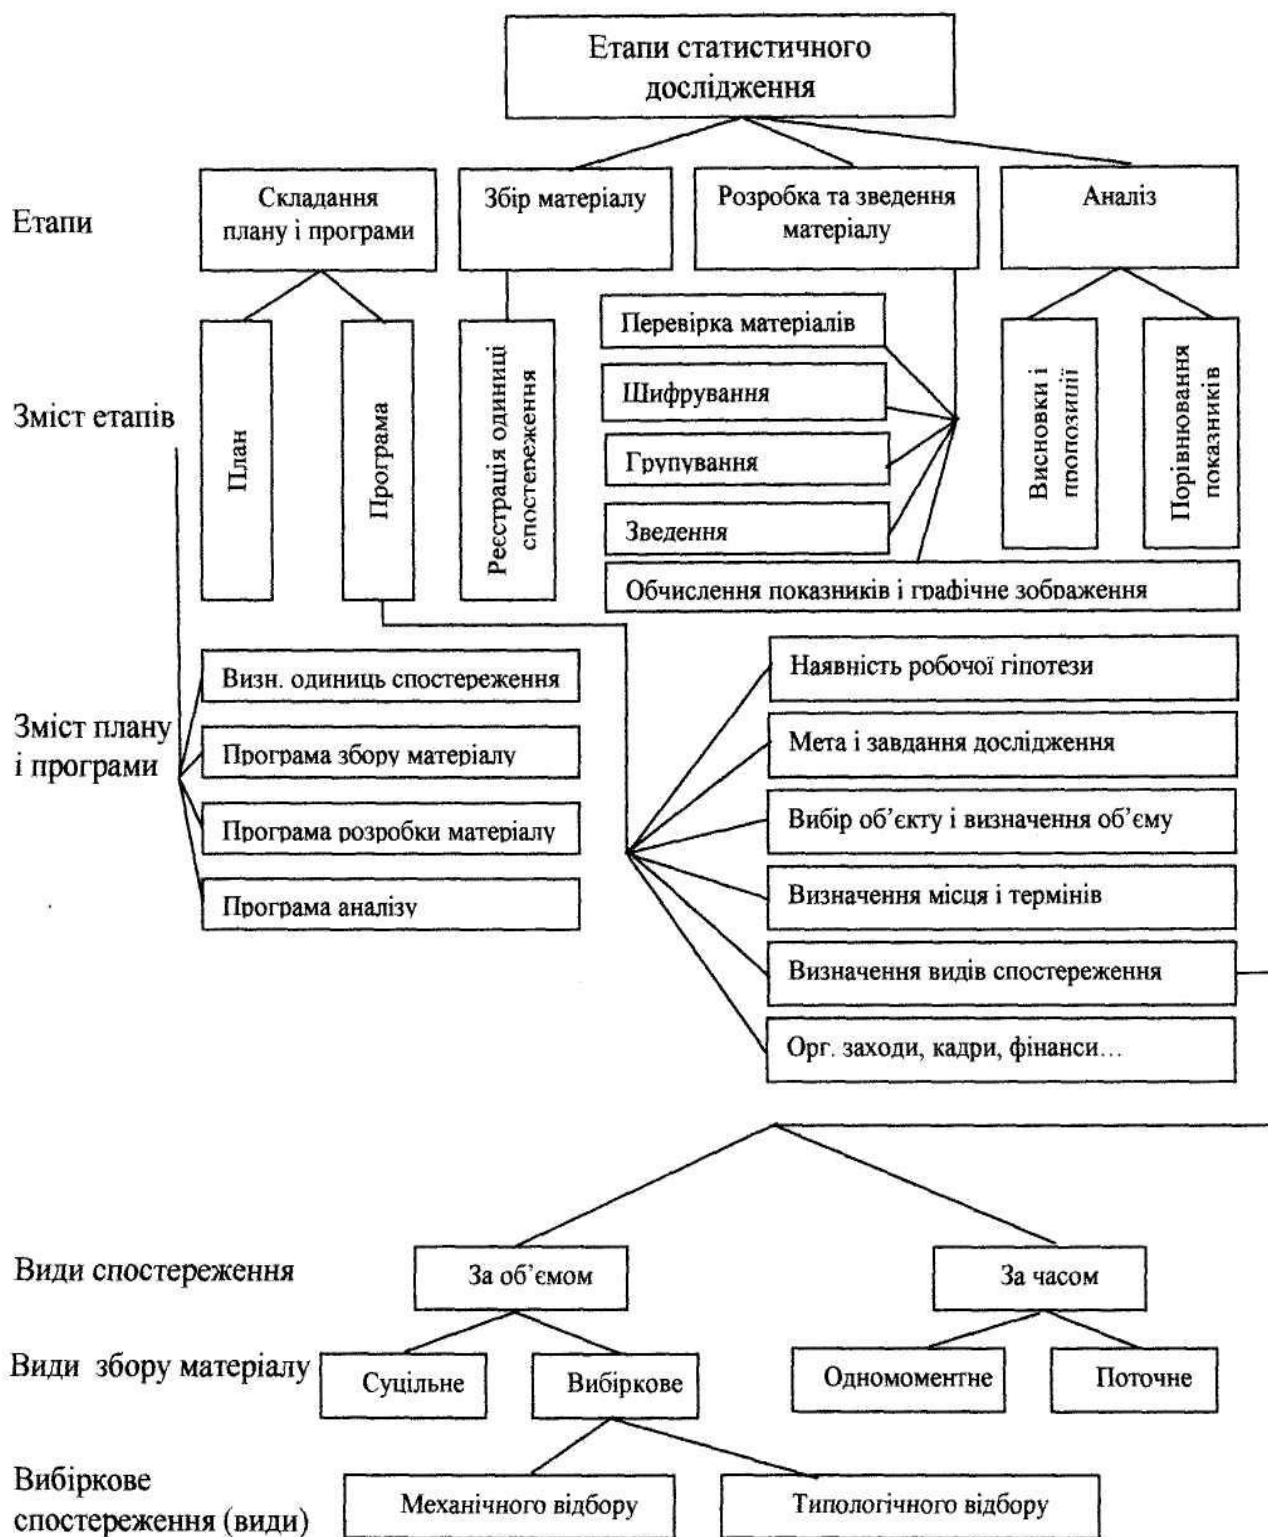 Етапи статистичного
дослідження
Етапи
Складання
плану і програми
Збір матеріалу
Розробка та зведення
матеріалу
Аналіз
Зміст етапів
План
Програма
Реєстрація одиниці
спостереження
Перевірка матеріалів
Шифрування
Групування
Зведення
Обчислення показників і графічне зображення
Висновки і
пропозиції
Порівнювання
показників
Зміст плану
і програми
Визн. одиниць спостереження
Програма збору матеріалу
Програма розробки матеріалу
Програма аналізу
Наявність робочої гіпотези
Мета і завдання дослідження
Вибір об’єкту і визначення об’єму
Визначення місця і термінів
Визначення видів спостереження
Орг. заходи, кадри, фінанси...
Види спостереження
За об’ємом
За часом
Види збору матеріалу
Суцільне
Вибіркове
Одномоментне
Поточне
Вибіркове
спостереження (види)
Механічного відбору
Типологічного відбору